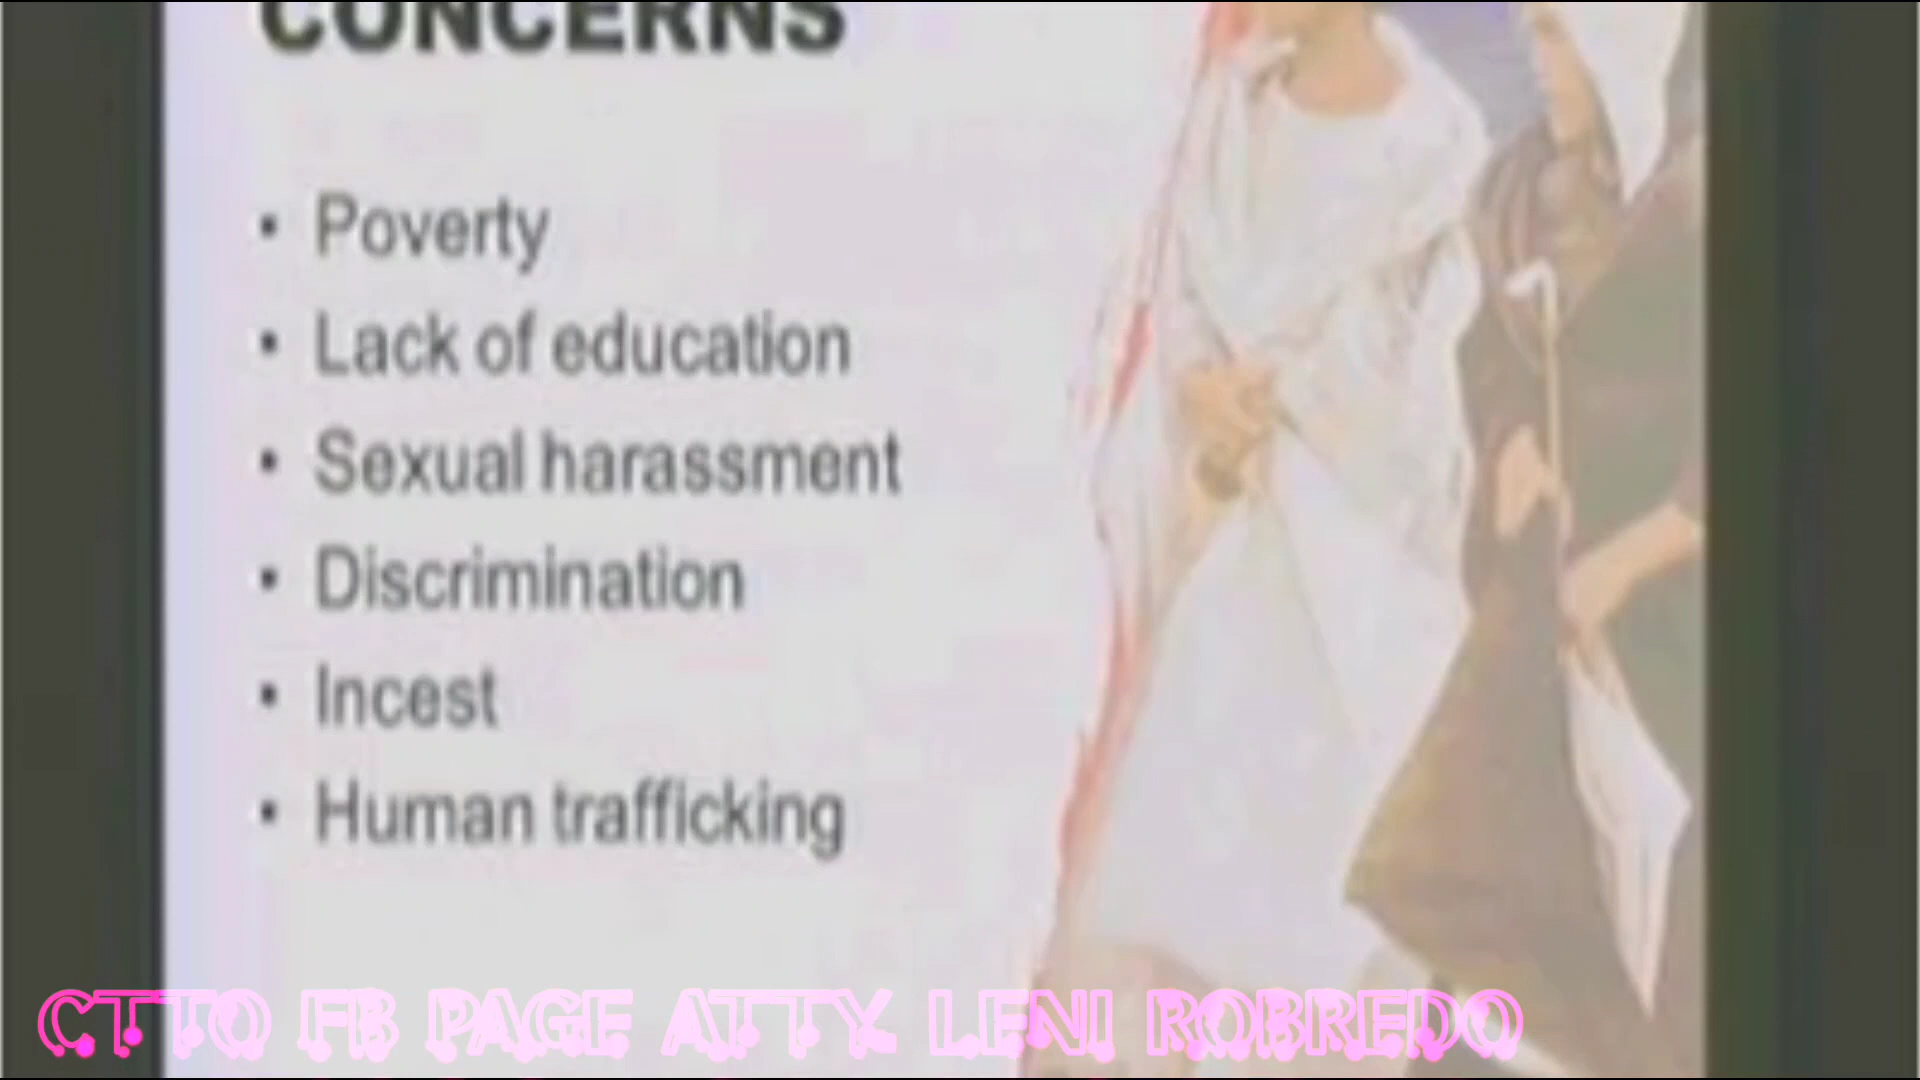 CONCERNS
• Poverty
• Lack of education
• Sexual harassment
• Discrimination
• Incest
• Human trafficking
CTTO FB PAGE ATTY. LENI ROBREDO